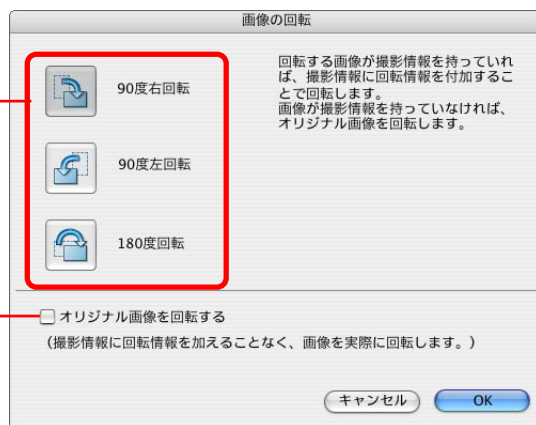 画像の回転
90度右回転
90度左回転
180度回転
回転する画像が撮影情報を持っていれ
ば、撮影情報に回転情報を付加するこ
とで回転します。
画像が撮影情報を持っていなければ、
オリジナル画像を回転します。
オリジナル画像を回転する
（撮影情報に回転情報を加えることなく、画像を実際に回転します。）
キャンセル
OK